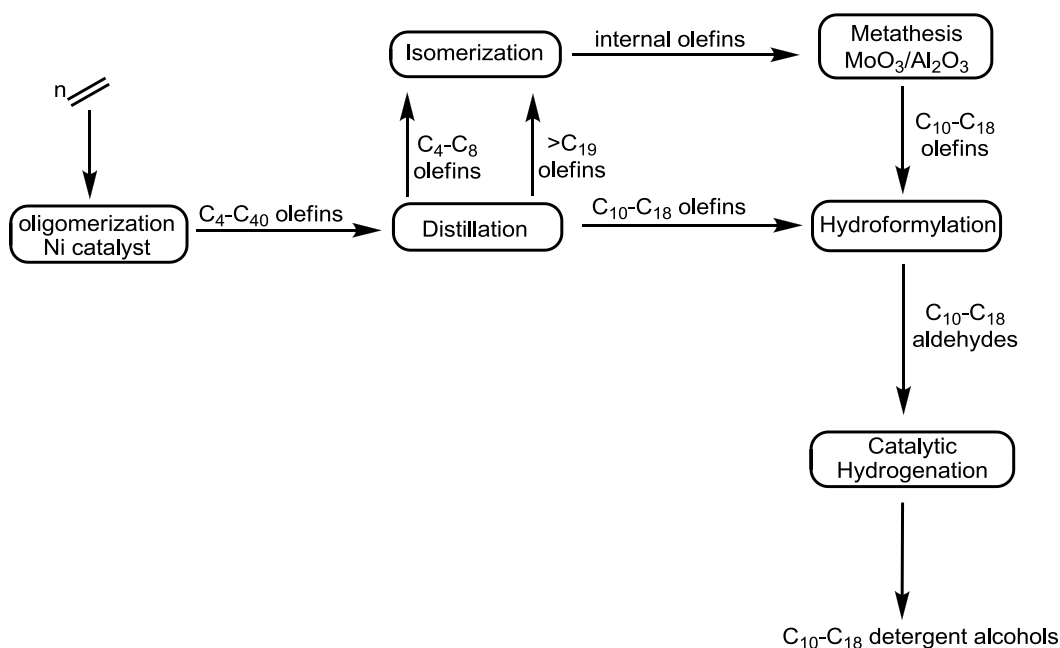 n
oligomerization
Ni catalyst
C₄-C₄₀ olefins
Distillation
C₄-C₈
olefins
>C₁₉
olefins
Isomerization
internal olefins
Metathesis
MoO₃/Al₂O₃
C₁₀-C₁₈
olefins
C₁₀-C₁₈ olefins
Hydroformylation
C₁₀-C₁₈
aldehydes
Catalytic
Hydrogenation
C₁₀-C₁₈ detergent alcohols